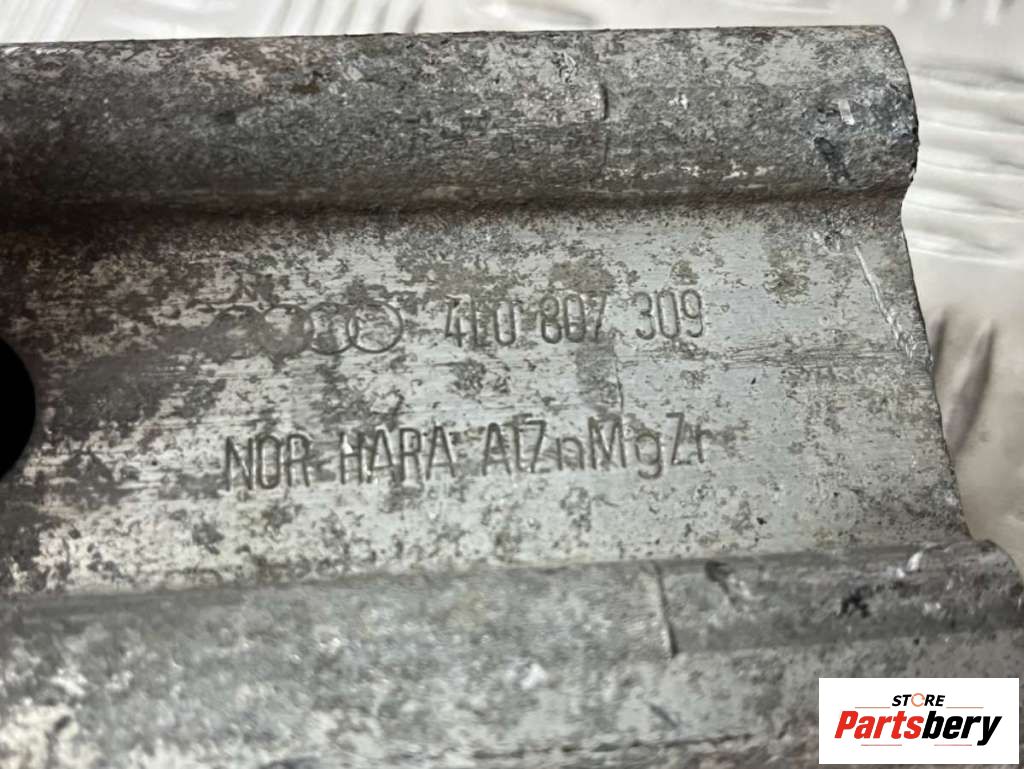 4L0 807 309
NOR HARA AlZnMgZr
STORE
Partsbery